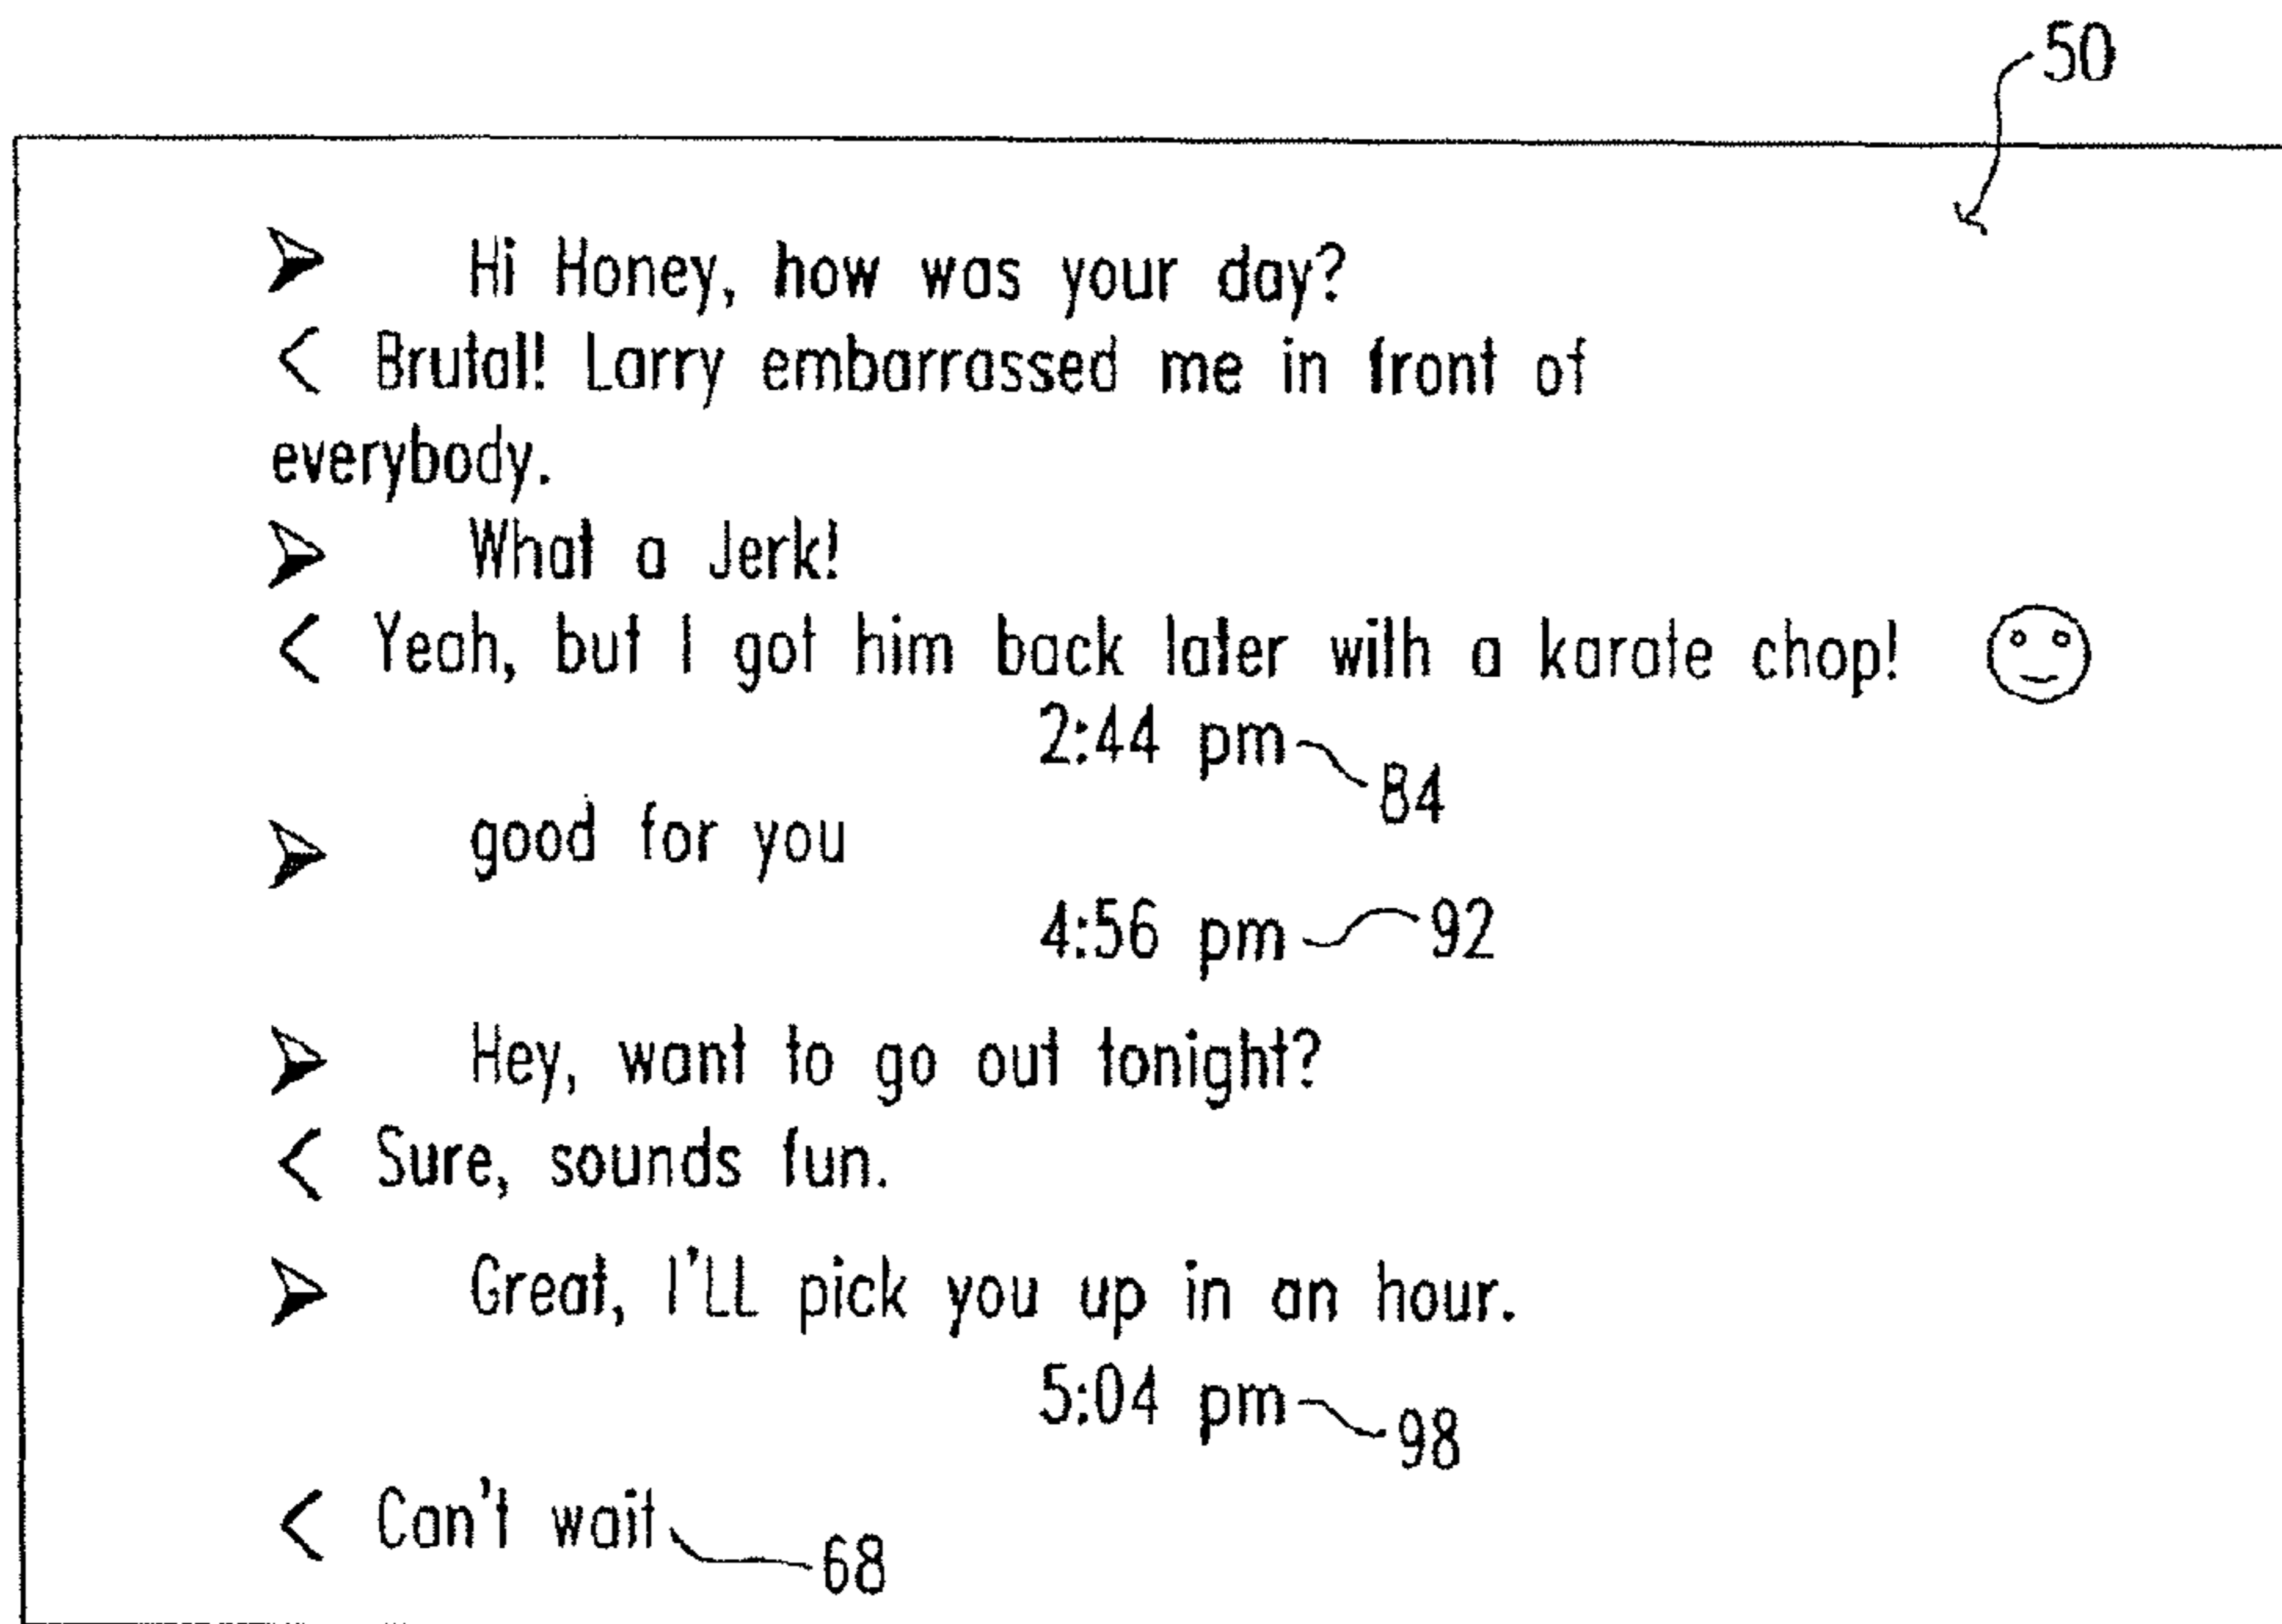 50
➢ Hi Honey, how was your day?
< Brutal! Larry embarrassed me in front of
everybody.
➢ What a Jerk!
< Yeah, but I got him back later with a karate chop!
2:44 pm 84
➢ good for you
4:56 pm 92
➢ Hey, want to go out tonight?
< Sure, sounds fun.
➢ Great, I'LL pick you up in an hour.
5:04 pm 98
< Can't wait 68